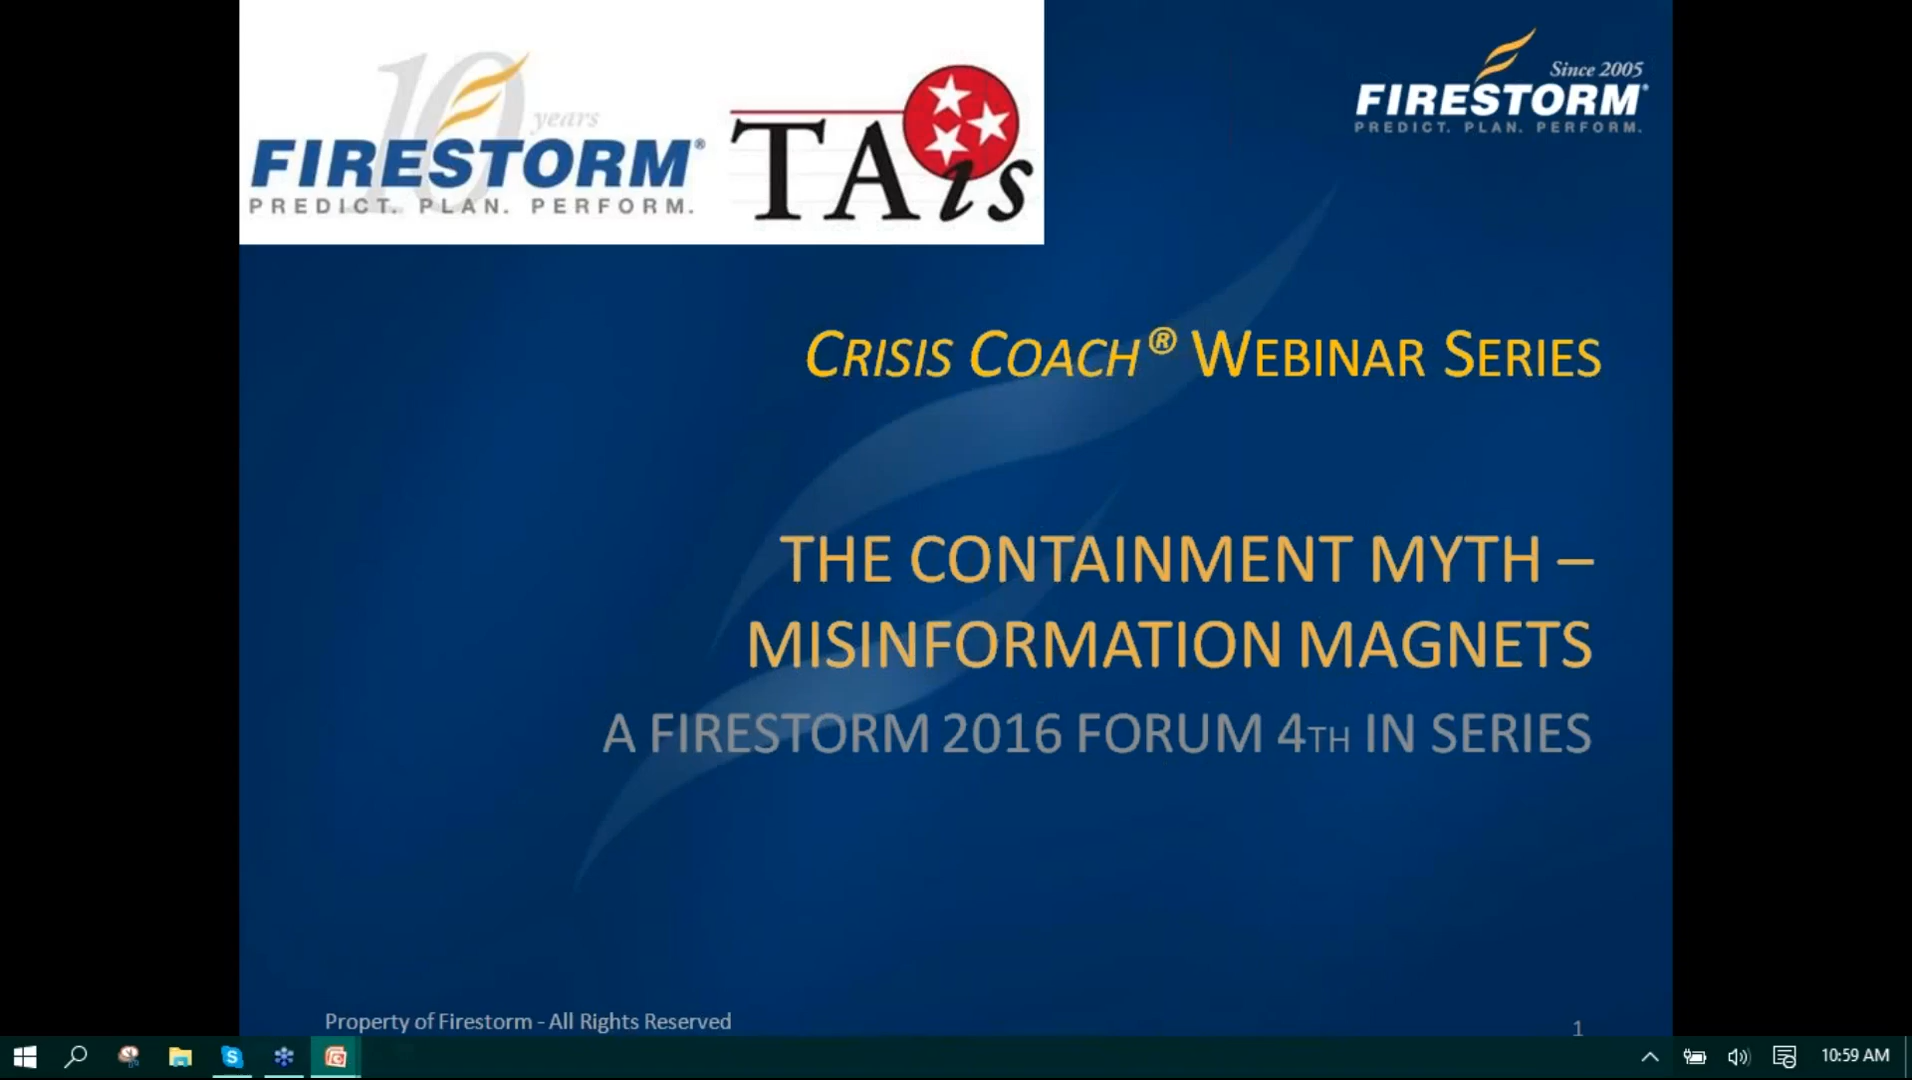 10 years
FIRESTORM®
PREDICT. PLAN. PERFORM.
TAis
Since 2005
FIRESTORM®
PREDICT. PLAN. PERFORM.
CRISIS COACH® WEBINAR SERIES
THE CONTAINMENT MYTH –
MISINFORMATION MAGNETS
A FIRESTORM 2016 FORUM 4TH IN SERIES
Property of Firestorm - All Rights Reserved
1
10:59 AM